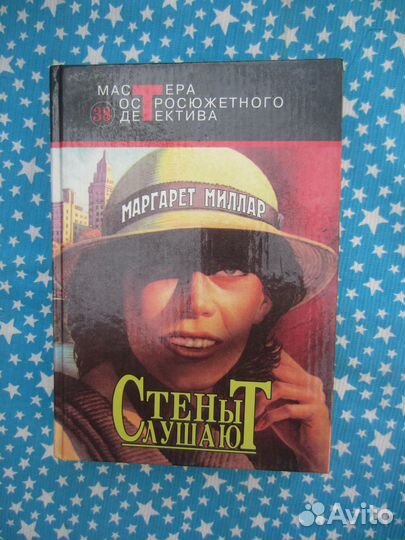 МАСТЕРА
ОСТРОСЮЖЕТНОГО
38 ДЕТЕКТИВА
МАРГАРЕТ МИЛЛАР
СТЕНЫ
СЛУШАЮТ
Avito